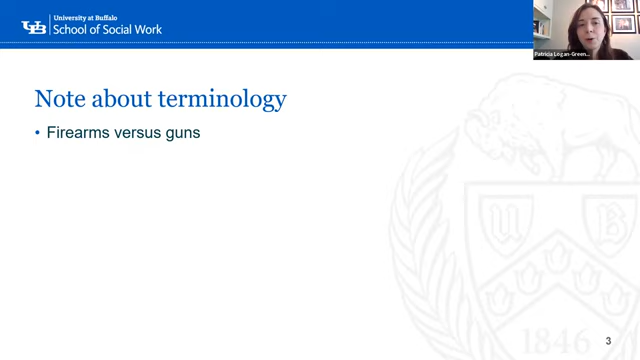 UB
University at Buffalo
School of Social Work
Patricia Logan-Green...
Note about terminology
• Firearms versus guns
U B
1846
3